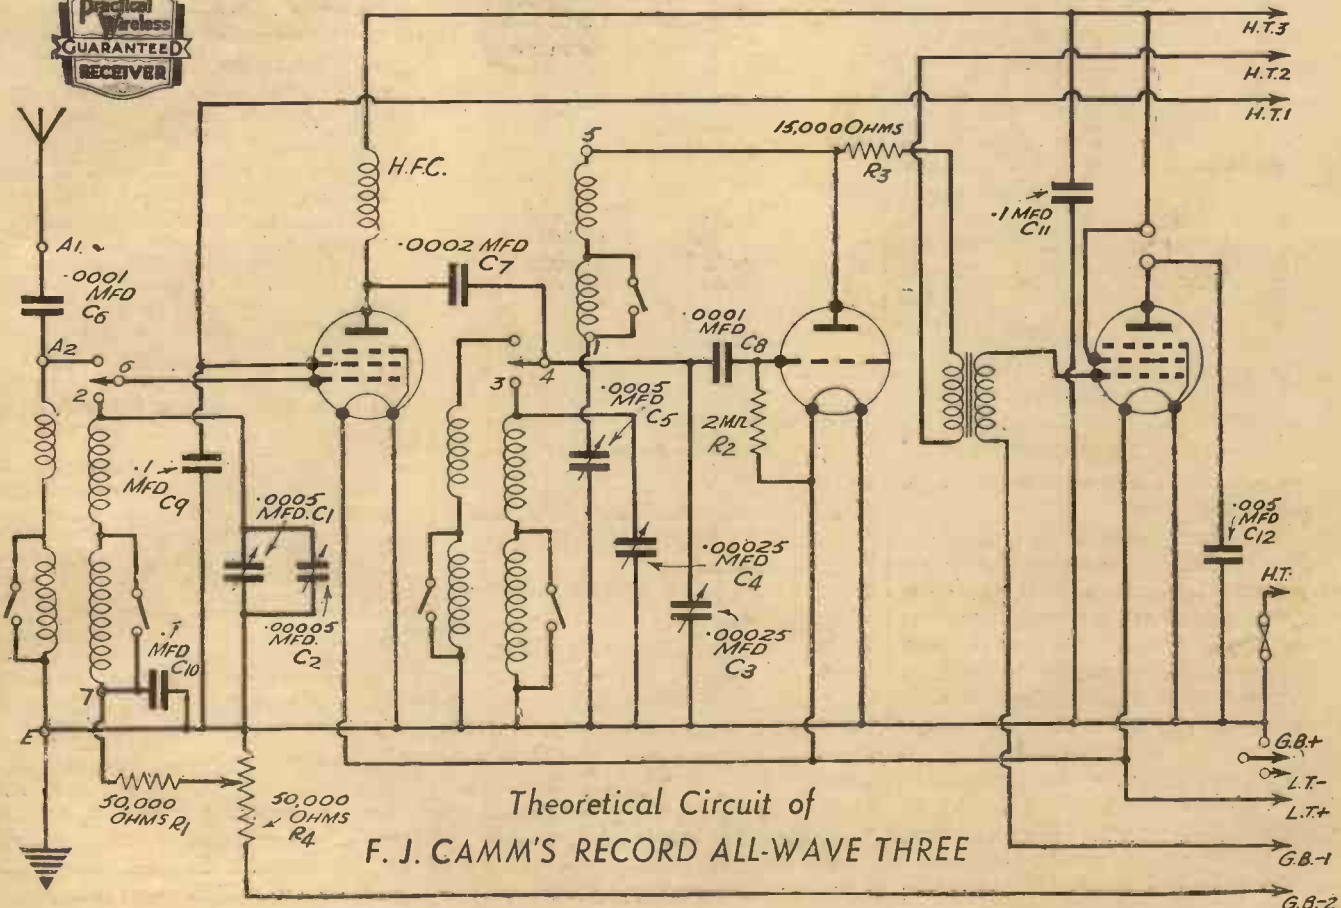 Practical
Wireless
GUARANTEED
RECEIVER
H.T.3
H.T.2
H.T.1
5
15,000 OHMS
R3
H.F.C.
A1.
.0001
MFD
C6
.0002 MFD
C7
.1 MFD
C11
A2
6
2
1
4
3
.0001
MFD
C8
.0005
MFD
C5
2MΩ
R2
.1
MFD
C9
.0005
MFD. C1
.00005
MFD.
C2
.00025
MFD
C4
.00025
MFD
C3
.005
MFD
C12
H.T.-
.1
MFD
C10
7
E
G.B.+
L.T.-
L.T.+
50,000
OHMS R1
50,000
OHMS
R4
Theoretical Circuit of
F. J. CAMM'S RECORD ALL-WAVE THREE
G.B.-1
G.B.-2